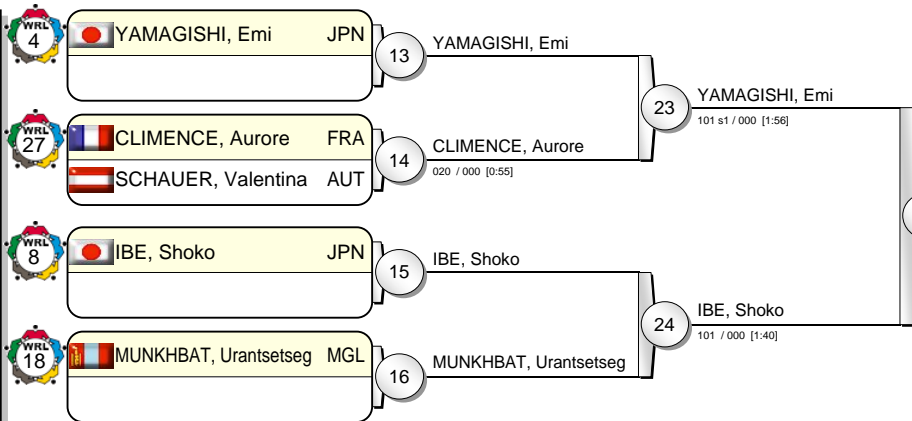 WRL
4
YAMAGISHI, Emi JPN
13
YAMAGISHI, Emi
23
YAMAGISHI, Emi
101 s1 / 000 [1:56]
WRL
27
CLIMENCE, Aurore FRA
SCHAUER, Valentina AUT
14
CLIMENCE, Aurore
020 / 000 [0:55]
WRL
8
IBE, Shoko JPN
15
IBE, Shoko
24
IBE, Shoko
101 / 000 [1:40]
WRL
18
MUNKHBAT, Urantsetseg MGL
16
MUNKHBAT, Urantsetseg